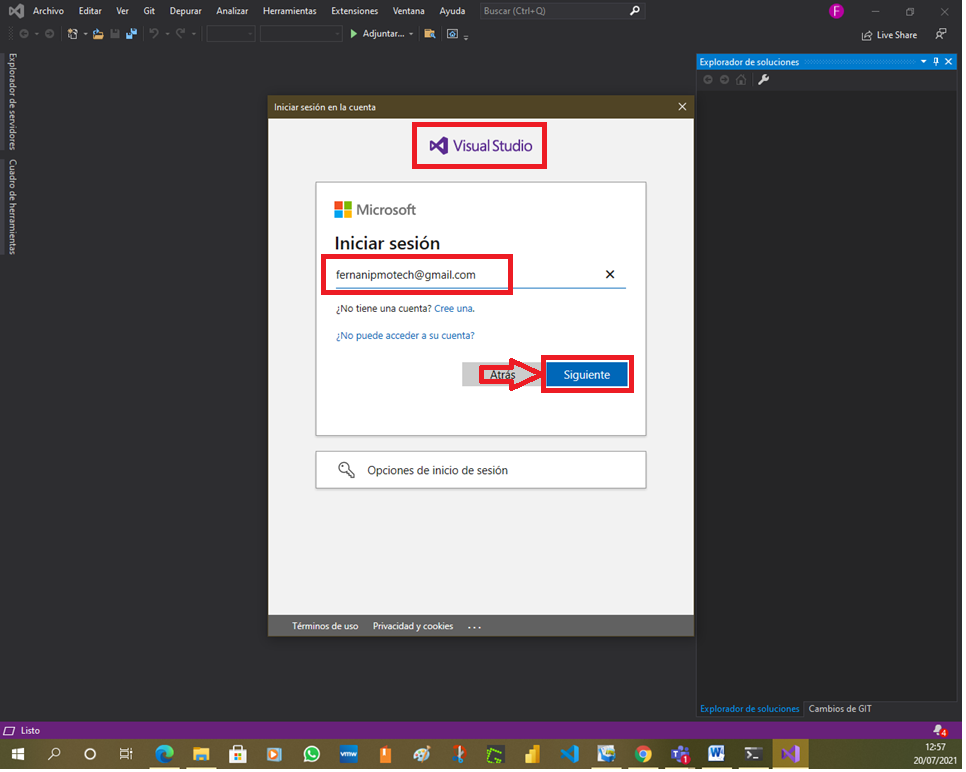 Archivo Editar Ver Git Depurar Analizar Herramientas Extensiones Ventana Ayuda Buscar (Ctrl+Q) F
Adjuntar... Live Share
Explorador de servidores
Cuadro de herramientas
Explorador de soluciones
Iniciar sesión en la cuenta
Visual Studio
Microsoft
Iniciar sesión
fernanipmotech@gmail.com
¿No tiene una cuenta? Cree una.
¿No puede acceder a su cuenta?
Atrás Siguiente
Opciones de inicio de sesión
Términos de uso Privacidad y cookies ...
Explorador de soluciones Cambios de GIT
Listo 4
vmw 1 W 12:57
20/07/2021